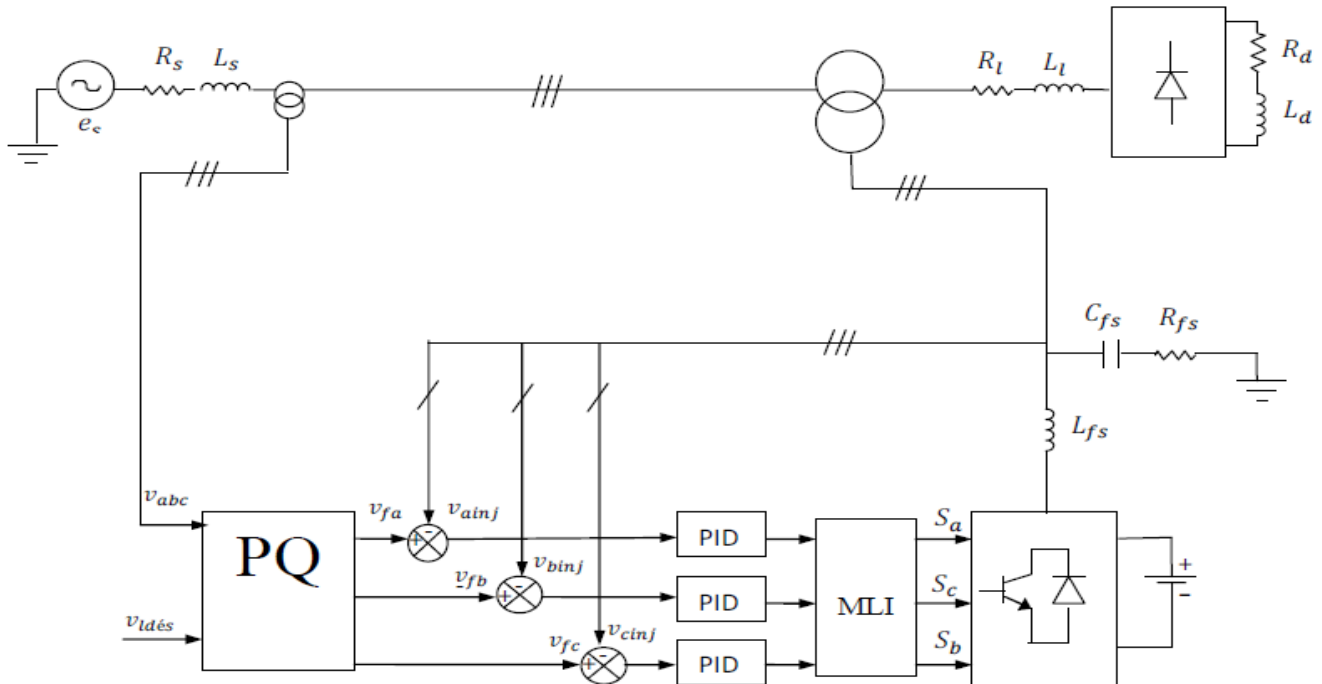 R_s
L_s
e_s
R_l
L_l
R_d
L_d
C_fs
R_fs
L_fs
v_abc
v_ldés
PQ
v_fa
v_ainj
v_fb
v_binj
v_fc
v_cinj
+
-
+
-
+
-
PID
PID
PID
MLI
S_a
S_c
S_b
+
-